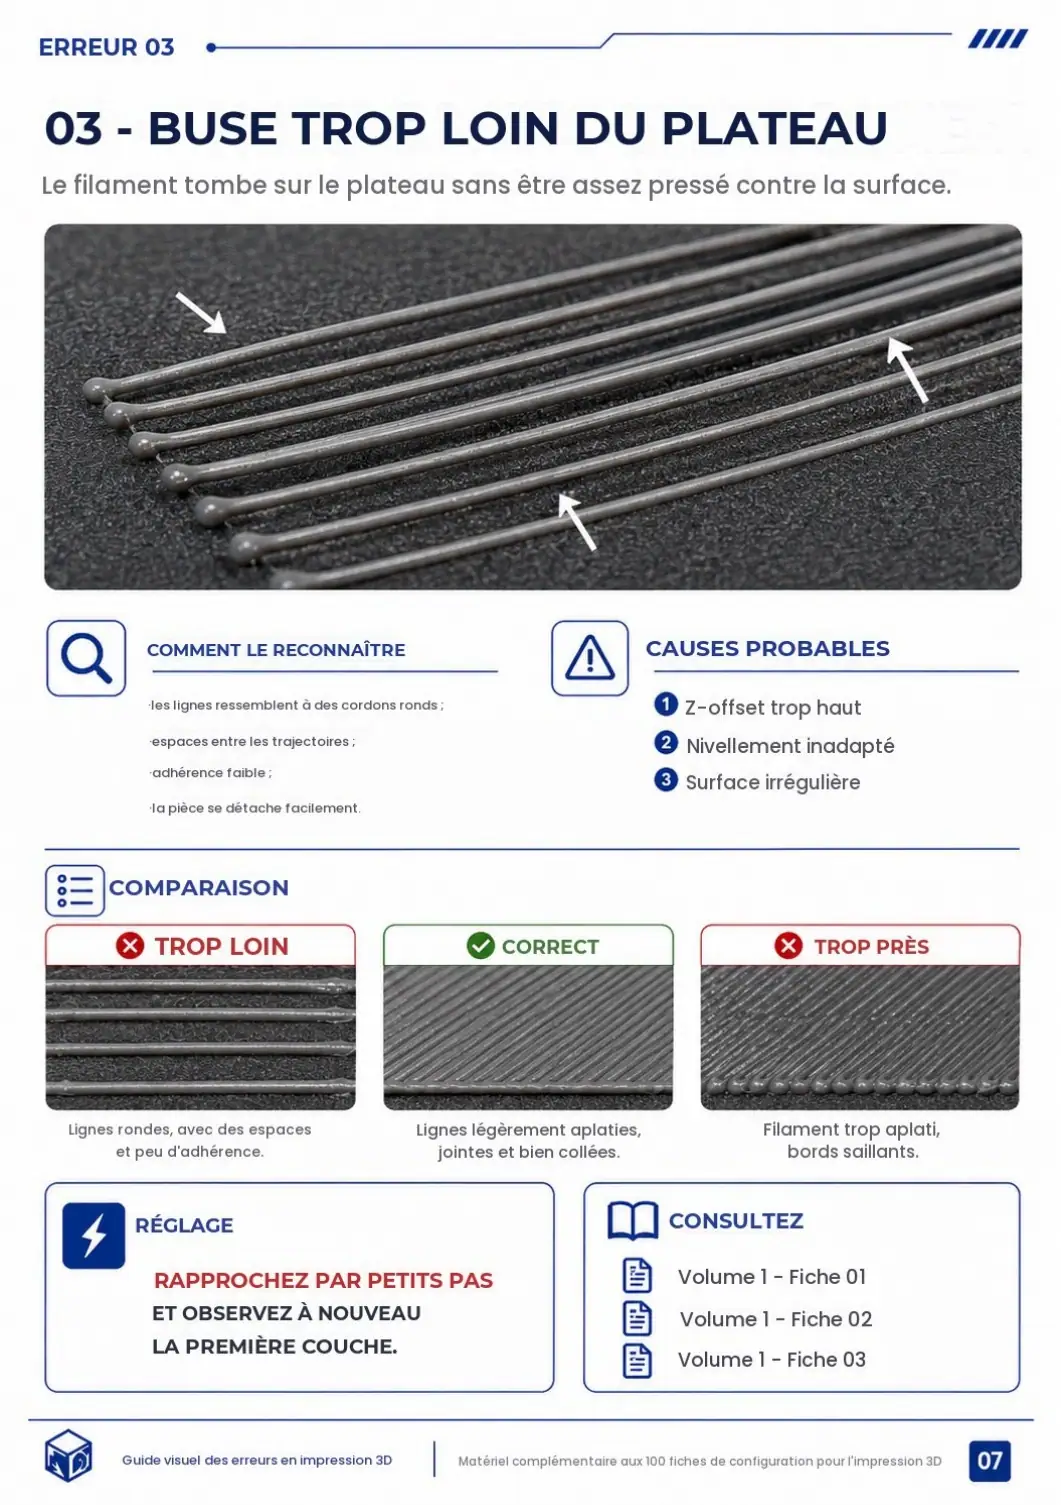 ERREUR 03
03 - BUSE TROP LOIN DU PLATEAU
Le filament tombe sur le plateau sans être assez pressé contre la surface.
COMMENT LE RECONNAÎTRE
·les lignes ressemblent à des cordons ronds ;
·espaces entre les trajectoires ;
·adhérence faible ;
·la pièce se détache facilement.
CAUSES PROBABLES
1 Z-offset trop haut
2 Nivellement inadapté
3 Surface irrégulière
COMPARAISON
TROP LOIN
Lignes rondes, avec des espaces
et peu d'adhérence.
CORRECT
Lignes légèrement aplaties,
jointes et bien collées.
TROP PRÈS
Filament trop aplati,
bords saillants.
RÉGLAGE
RAPPROCHEZ PAR PETITS PAS
ET OBSERVEZ À NOUVEAU
LA PREMIÈRE COUCHE.
CONSULTEZ
Volume 1 - Fiche 01
Volume 1 - Fiche 02
Volume 1 - Fiche 03
Guide visuel des erreurs en impression 3D
Matériel complémentaire aux 100 fiches de configuration pour l'impression 3D
07